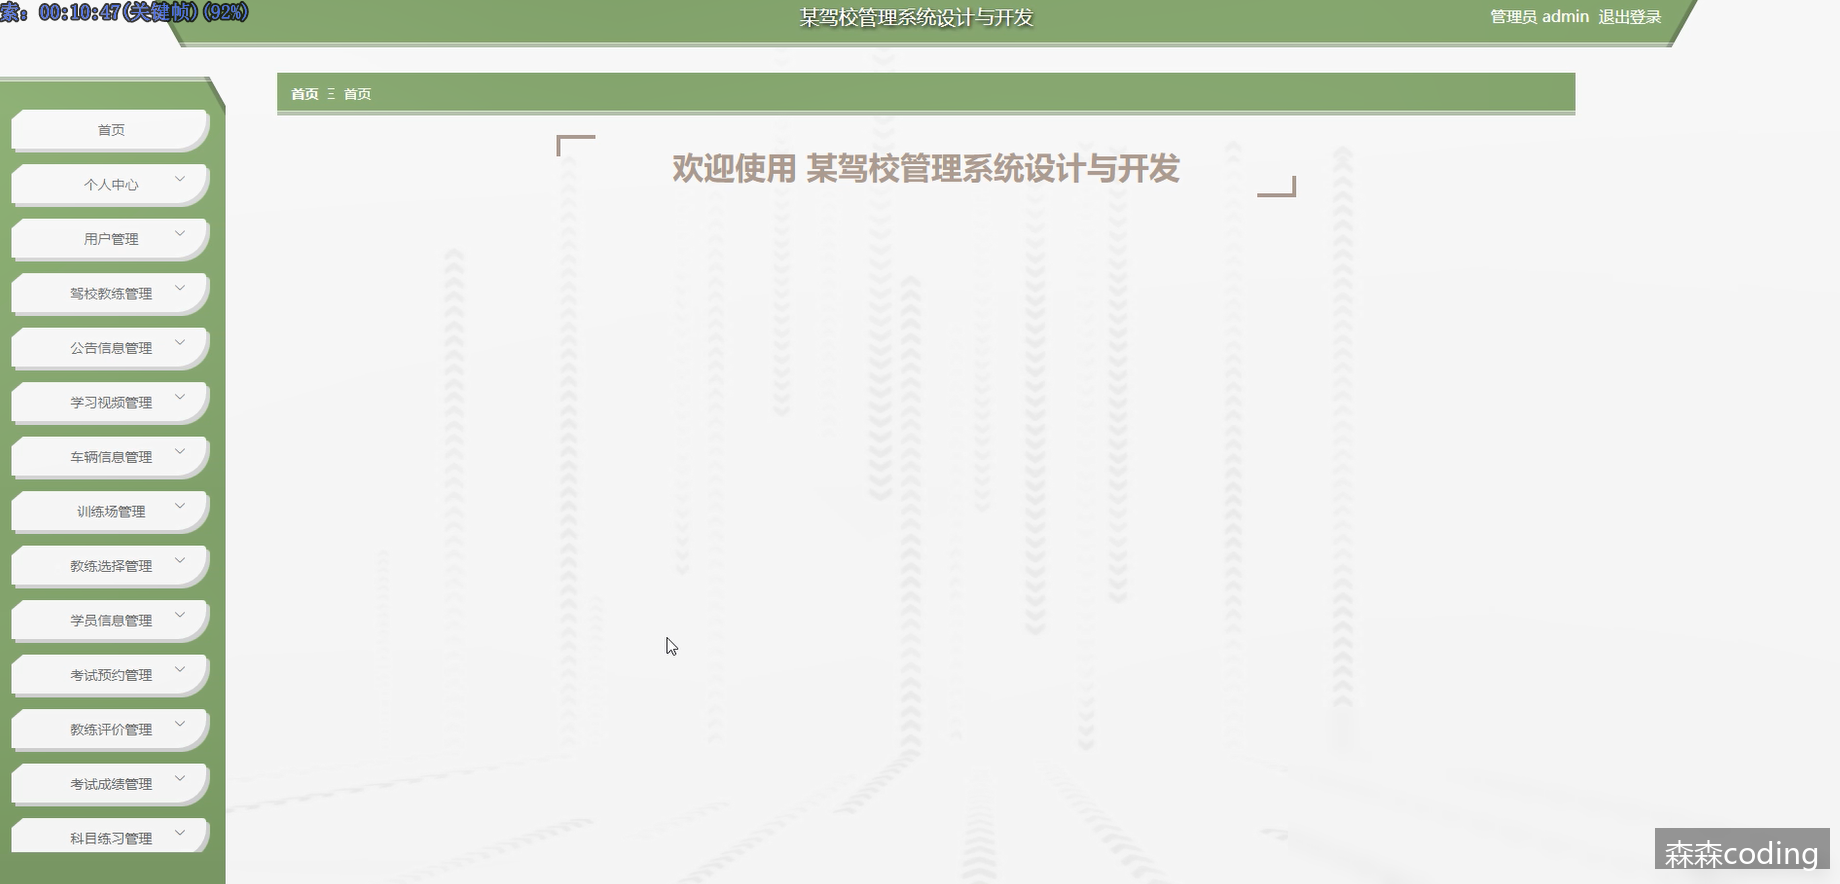 索：00:10:47(关键帧)(92%)
某驾校管理系统设计与开发
管理员 admin 退出登录
首页 Ξ 首页
欢迎使用 某驾校管理系统设计与开发
首页
个人中心
用户管理
驾校教练管理
公告信息管理
学习视频管理
车辆信息管理
训练场管理
教练选择管理
学员信息管理
考试预约管理
教练评价管理
考试成绩管理
科目练习管理
森森coding